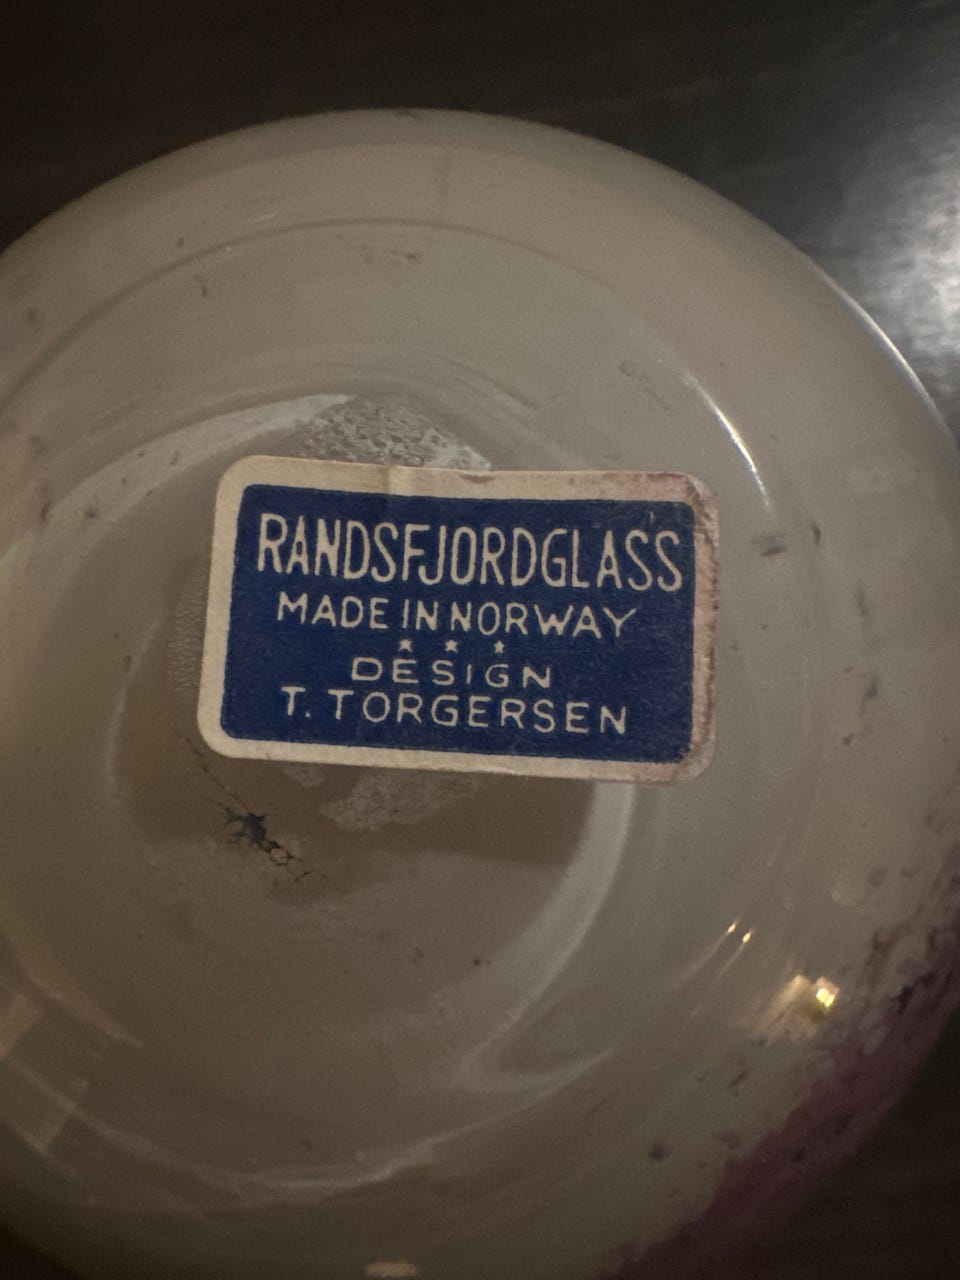 RANDSFJORDGLASS
MADE IN NORWAY
★ ★ ★
DESIGN
T. TORGERSEN